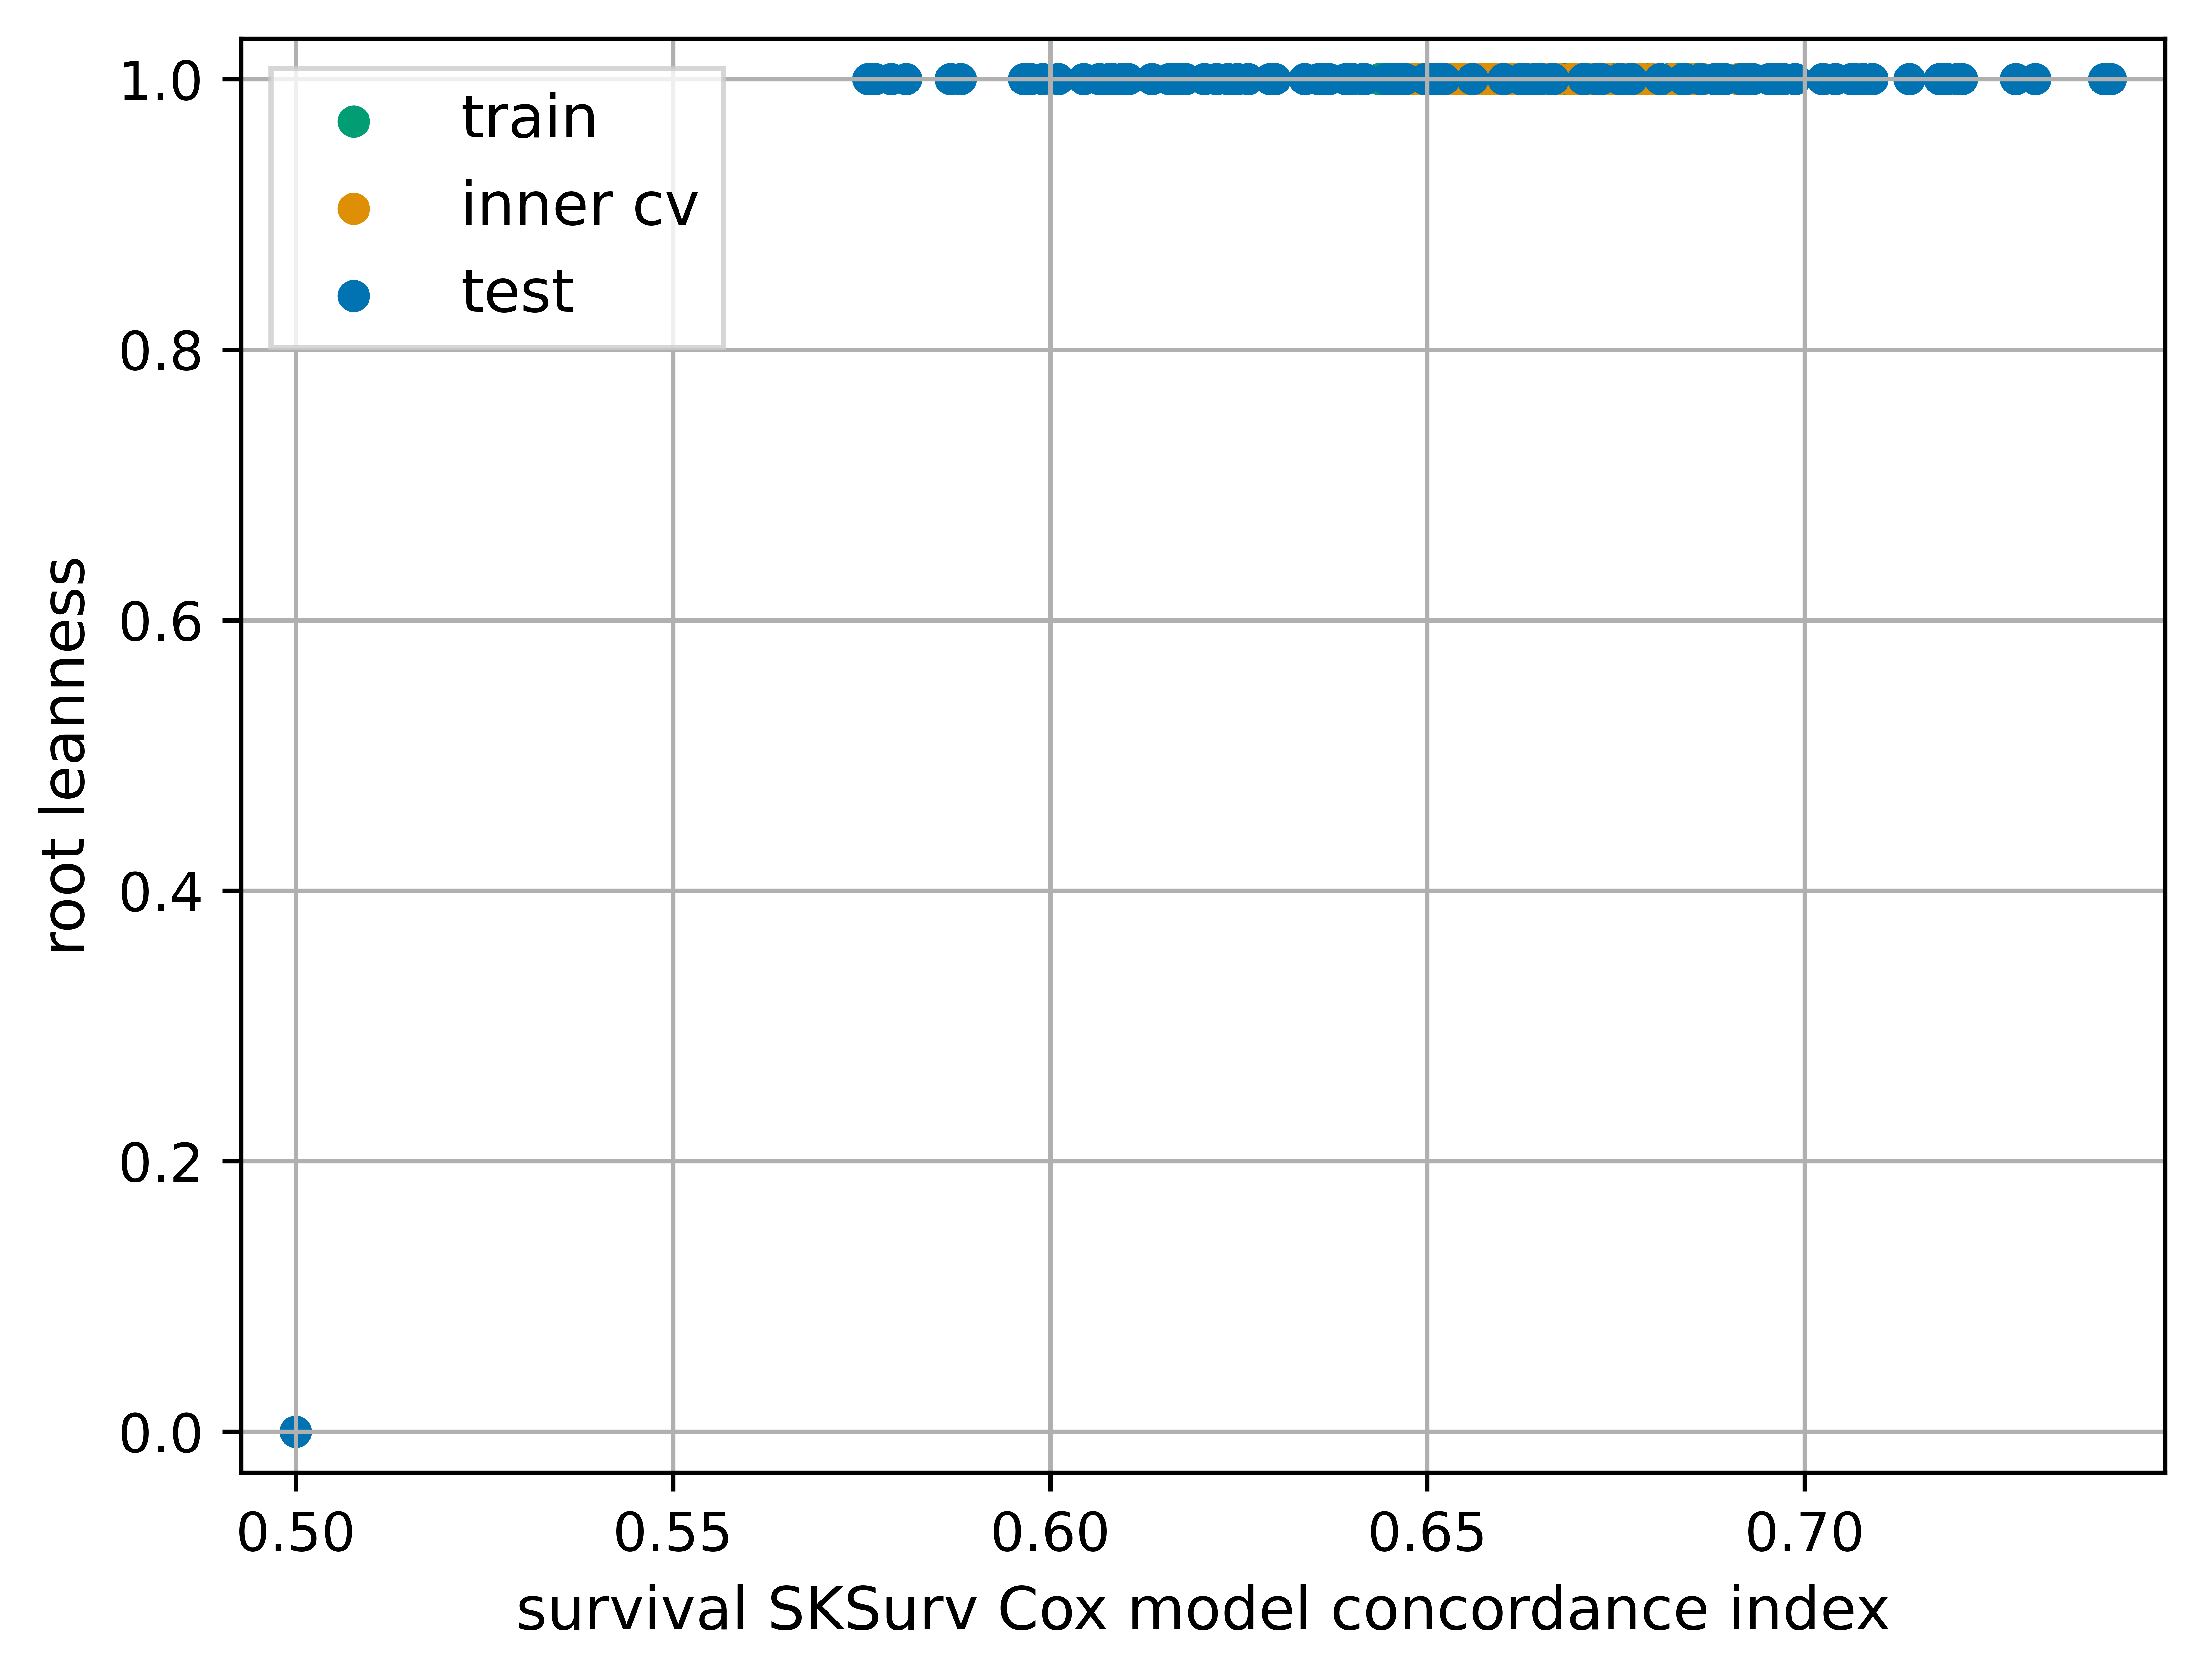 train
inner cv
test
root leanness
1.0
0.8
0.6
0.4
0.2
0.0
0.50 0.55 0.60 0.65 0.70
survival SKSurv Cox model concordance index